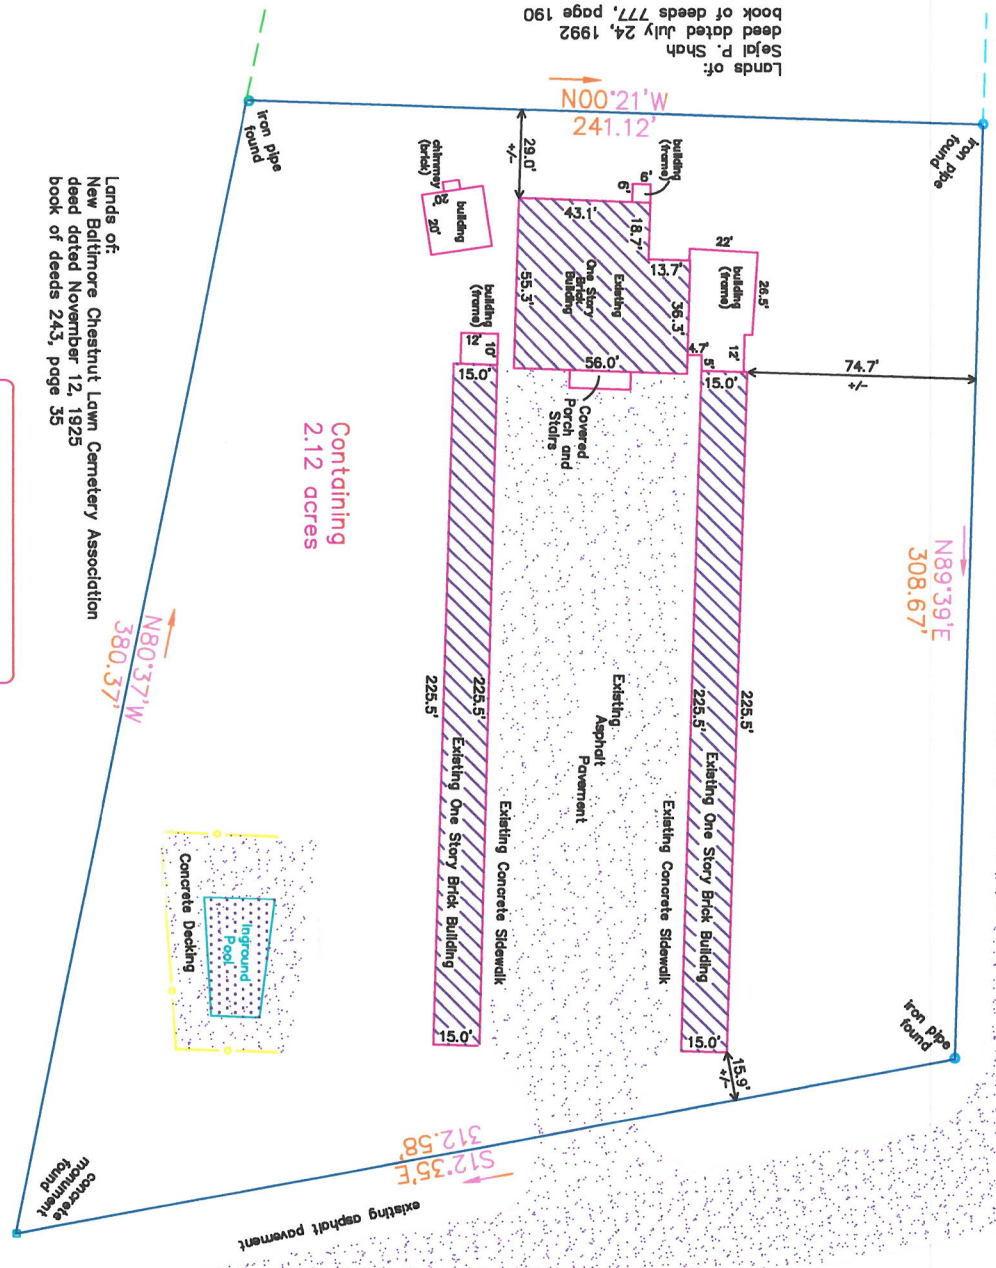 Lands of:
Sejal P. Shah
deed dated July 24, 1992
book of deeds 777, page 190
N00°21'W
241.12'
iron pipe
found
iron pipe
found
29.0'
+/-
building
(frame)
6'
6'
chimney
(brick)
building
20'
43.1'
18.7'
13.7'
36.3'
55.3'
56.0'
Existing
One Story
Brick
Building
22'
building
(frame)
26.5'
12'
4.7'
5'
74.7'
+/-
building
(frame)
12'
10'
15.0'
15.0'
Covered
Porch and
Stairs
Lands of:
New Baltimore Chestnut Lawn Cemetery Association
deed dated November 12, 1925
book of deeds 243, page 35
Containing
2.12 acres
N89°39'E
308.67'
N80°37'W
380.37'
225.5'
225.5'
225.5'
225.5'
Existing
Asphalt
Pavement
Existing One Story Brick Building
Existing Concrete Sidewalk
Existing Concrete Sidewalk
Existing One Story Brick Building
Concrete Decking
Inground
Pool
15.0'
15.0'
15.9'
+/-
iron pipe
found
S12°35'E
312.58'
concrete
monument
found
existing asphalt pavement